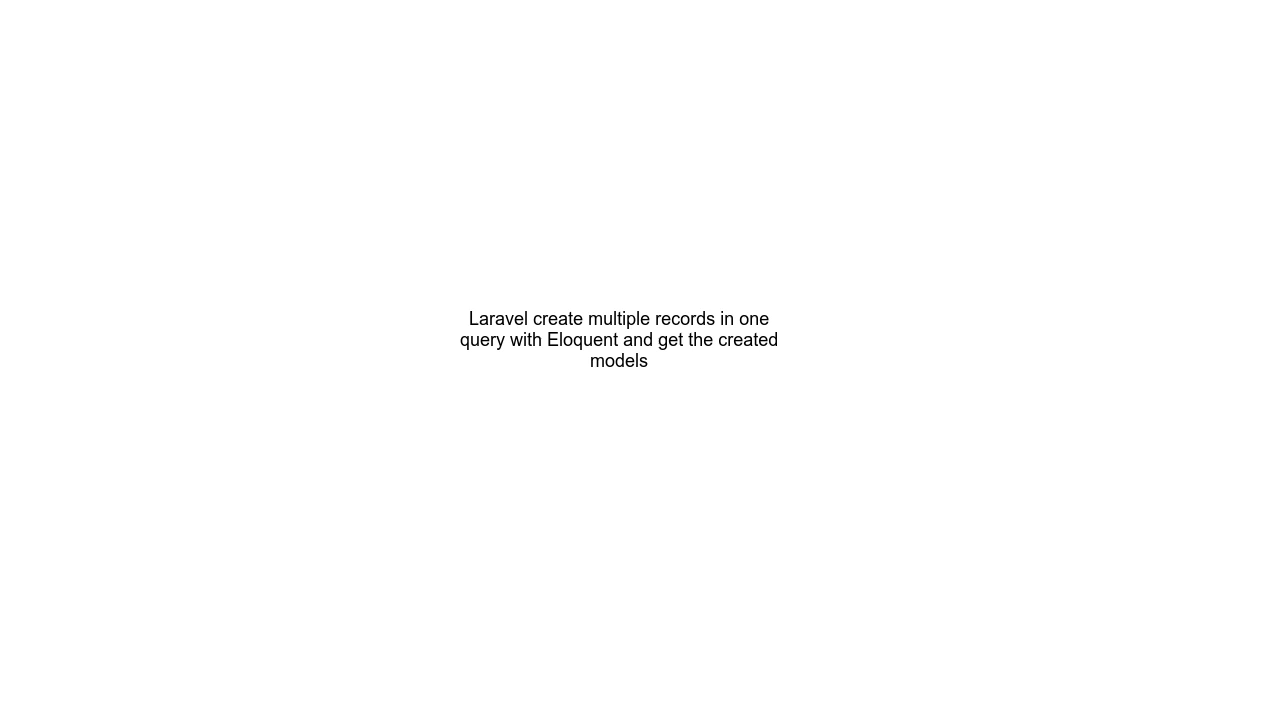 Laravel create multiple records in one
query with Eloquent and get the created
models